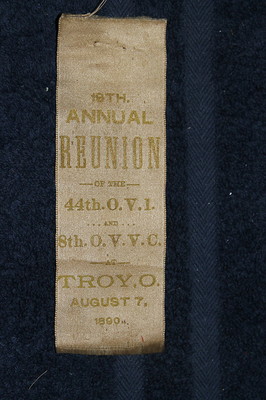 19TH.
ANNUAL
REUNION
—OF THE—
44th. O. V. I.
... AND ...
8th. O. V. V. C.
—AT—
TROY, O.
AUGUST 7,
1890.